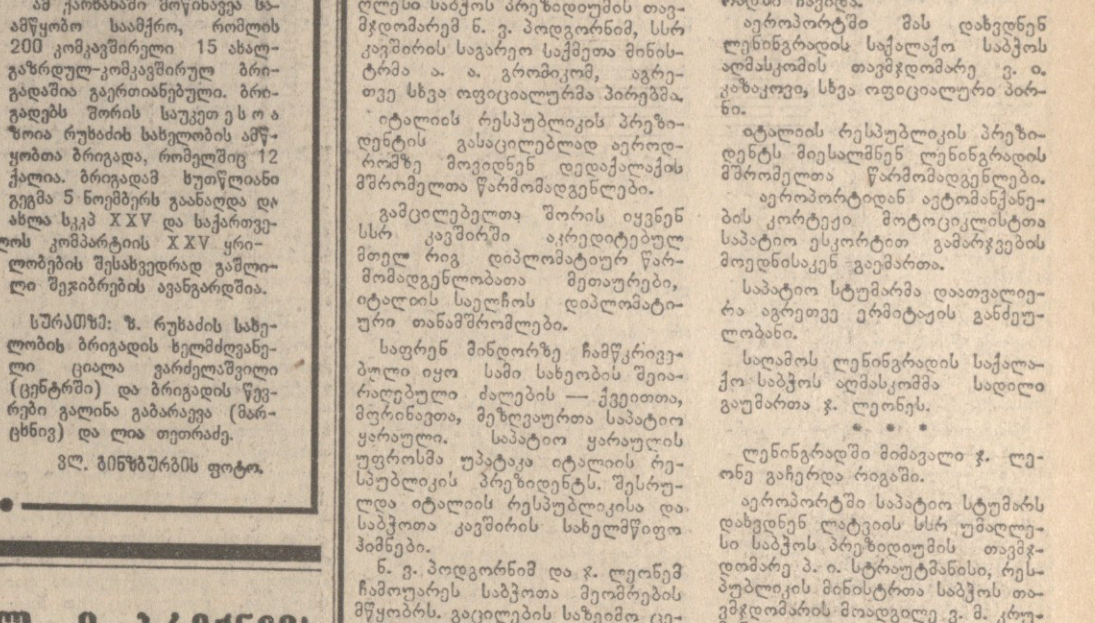 ამ ქარხანაში მოწინავეა სა-
ამწყობო საამქრო, რომლის
200 კომკავშირელი 15 ახალ-
გაზრდულ-კომკავშირულ ბრი-
გადაშია გაერთიანებული. ბრი-
გადებს შორის საუკეთესოა
ზოია რუხაძის სახელობის ამწ-
ყობთა ბრიგადა, რომელშიც 12
ქალია. ბრიგადამ ხუთწლიანი
გეგმა 5 ნოემბერს გაანაღდა და
ახლა სკკპ XXV და საქართვე-
ლოს კომპარტიის XXV ყრი-
ლობების შესახვედრად გაშლი-
ლი შეჯიბრების ავანგარდშია.
სურათზე: ზ. რუხაძის სახე-
ლობის ბრიგადის ხელმძღვანე-
ლი ციალა ვარძელაშვილი
(ცენტრში) და ბრიგადის წევ-
რები გალინა გაბარაევა (მარ-
ცხნივ) და ლია თეთრაძე.
ვლ. გინზბურგის ფოტო.
ღლესი საბჭოს პრეზიდიუმის თავ-
მჯდომარემ ნ. ვ. პოდგორნიმ, სსრ
კავშირის საგარეო საქმეთა მინის-
ტრმა ა. ა. გრომიკომ, აგრე-
თვე სხვა ოფიციალურმა პირებმა.
იტალიის რესპუბლიკის პრეზი-
დენტის გასაცილებლად აეროდ-
რომზე მოვიდნენ დედაქალაქის
მშრომელთა წარმომადგენლები.
გამცილებელთა შორის იყვნენ
სსრ კავშირში აკრედიტებულ
მთელ რიგ დიპლომატიურ წარ-
მომადგენლობათა მეთაურები,
იტალიის საელჩოს დიპლომატი-
ური თანამშრომლები.
საფრენ მინდორზე ჩამწკრივე-
ბული იყო სამი სახეობის შეია-
რაღებული ძალების — ქვეითთა,
მფრინავთა, მეზღვაურთა საპატიო
ყარაული. საპატიო ყარაულის
უფროსმა უპატაკა იტალიის რე-
სპუბლიკის პრეზიდენტს. შესრუ-
ლდა იტალიის რესპუბლიკისა და
საბჭოთა კავშირის სახელმწიფო
ჰიმნები.
ნ. ვ. პოდგორნიმ და ჯ. ლეონემ
ჩამოუარეს საბჭოთა მეომრების
მწყობრს. გაცილების საზეიმო ცე-
აეროპორტში მას დახვდნენ
ლენინგრადის საქალაქო საბჭოს
აღმასკომის თავმჯდომარე ვ. ი.
კაზაკოვი, სხვა ოფიციალური პირ-
ნი.
იტალიის რესპუბლიკის პრეზი-
დენტს მიესალმნენ ლენინგრადის
მშრომელთა წარმომადგენლები.
აეროპორტიდან ავტომანქანე-
ბის კორტეჟი მოტოციკლისტთა
საპატიო ესკორტით გამარჯვების
მოედნისაკენ გაემართა.
საპატიო სტუმარმა დაათვალიე-
რა აგრეთვე ერმიტაჟის განძეუ-
ლობანი.
საღამოს ლენინგრადის საქალა-
ქო საბჭოს აღმასკომმა სადილი
გაუმართა ჯ. ლეონეს.
* * *
ლენინგრადში მიმავალი ჯ. ლე-
ონე გაჩერდა რიგაში.
აეროპორტში საპატიო სტუმარს
დახვდნენ ლატვიის სსრ უმაღლე-
სი საბჭოს პრეზიდიუმის თავმჯ-
დომარე პ. ი. სტრაუტმანისი, რეს-
პუბლიკის მინისტრთა საბჭოს თა-
ვმჯდომარის მოადგილე ვ. მ. კრუ-